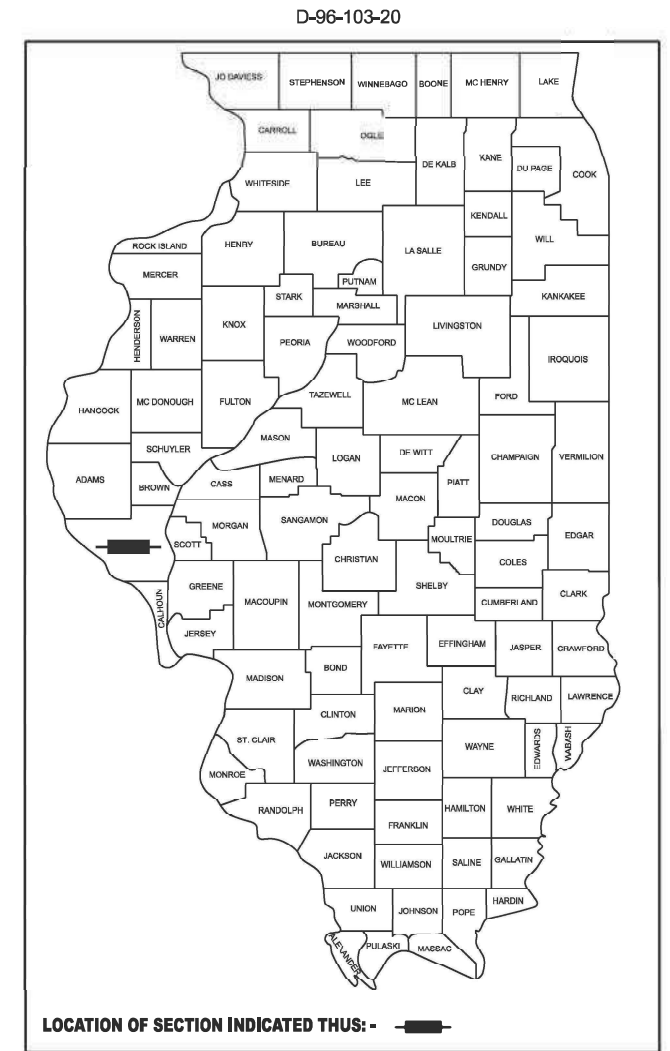 D-96-103-20
JO DAVIESS
STEPHENSON
WINNEBAGO
BOONE
MC HENRY
LAKE
CARROLL
OGLE
DE KALB
KANE
DU PAGE
COOK
WHITESIDE
LEE
KENDALL
WILL
ROCK ISLAND
HENRY
BUREAU
LA SALLE
GRUNDY
MERCER
PUTNAM
STARK
MARSHALL
KANKAKEE
HENDERSON
WARREN
KNOX
PEORIA
WOODFORD
LIVINGSTON
IROQUOIS
HANCOCK
MC DONOUGH
FULTON
TAZEWELL
MC LEAN
FORD
MASON
SCHUYLER
LOGAN
DE WITT
CHAMPAIGN
VERMILION
ADAMS
BROWN
CASS
MENARD
PIATT
MACON
MORGAN
SANGAMON
DOUGLAS
EDGAR
SCOTT
CHRISTIAN
MOULTRIE
COLES
GREENE
MACOUPIN
MONTGOMERY
SHELBY
CUMBERLAND
CLARK
CALHOUN
JERSEY
FAYETTE
EFFINGHAM
JASPER
CRAWFORD
MADISON
BOND
CLAY
RICHLAND
LAWRENCE
CLINTON
MARION
ST. CLAIR
WAYNE
EDWARDS
WABASH
WASHINGTON
JEFFERSON
MONROE
RANDOLPH
PERRY
HAMILTON
WHITE
FRANKLIN
JACKSON
WILLIAMSON
SALINE
GALLATIN
UNION
JOHNSON
POPE
HARDIN
ALEXANDER
PULASKI
MASSAC
LOCATION OF SECTION INDICATED THUS: -